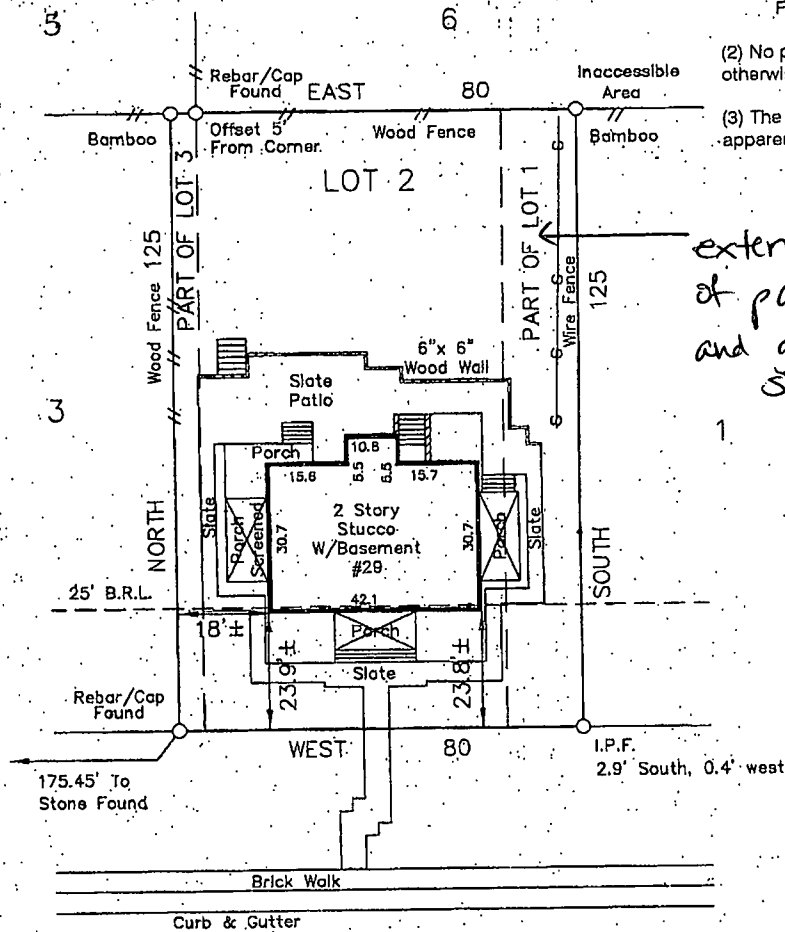 5
6
(2) No p
otherwi
(3) The
apparer
Rebar/Cap
Found
EAST
80
Inaccessible
Area
Bamboo
Offset 5'
From Corner.
Wood Fence
Bamboo
LOT 2
PART OF LOT 3
PART OF LOT 1
Wood Fence
125
Wire Fence
125
exter
of pa
and a
S
6"x 6"
Wood Wall
Slate
Patio
3
1
Porch
10.8
15.6
5.5
5.5
15.7
Slate
Porch
Screened
30.7
2 Story
Stucco
W/Basement
#29
30.7
Porch
Slate
NORTH
SOUTH
25' B.R.L.
42.1
18'±
Porch
23.9'±
23.8'±
Slate
Rebar/Cap
Found
WEST
80
I.P.F.
2.9' South, 0.4' west
175.45' To
Stone Found
Brick Walk
Curb & Gutter